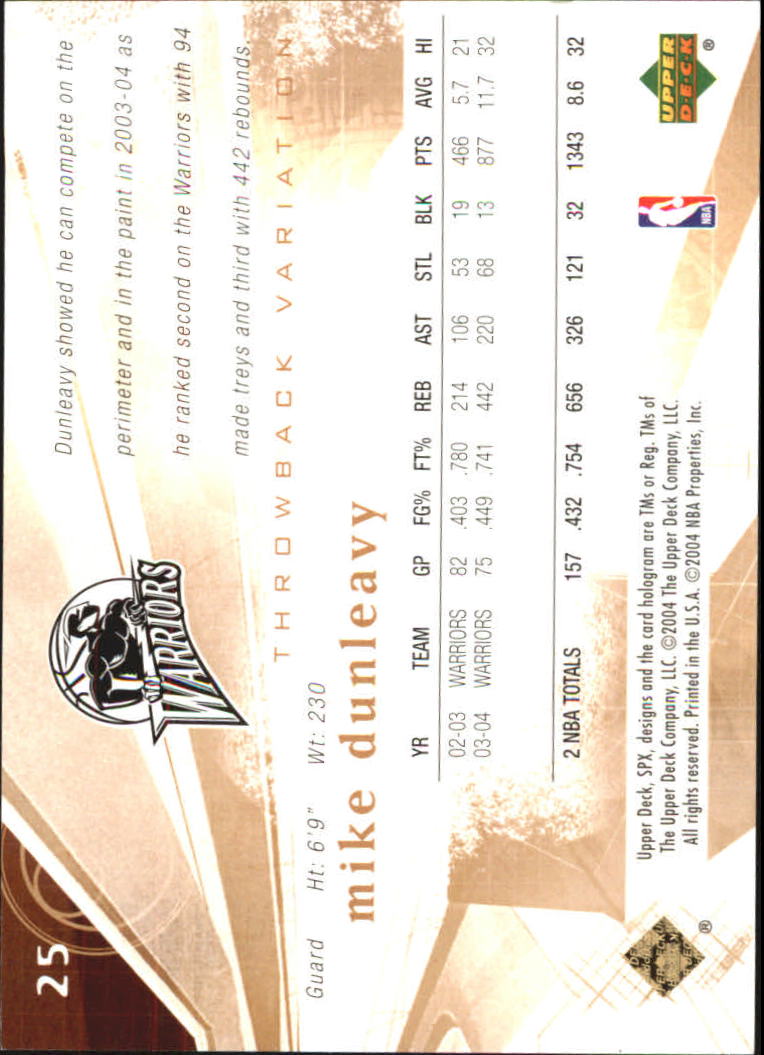 25
WARRIORS
Dunleavy showed he can compete on the
perimeter and in the paint in 2003-04 as
he ranked second on the Warriors with 94
made treys and third with 442 rebounds.
THROWBACK VARIATION
Guard Ht: 6'9" Wt: 230
mike dunleavy
YR TEAM GP FG% FT% REB AST STL BLK PTS AVG HI
02-03 WARRIORS 82 .403 .780 214 106 53 19 466 5.7 21
03-04 WARRIORS 75 .449 .741 442 220 68 13 877 11.7 32
2 NBA TOTALS 157 .432 .754 656 326 121 32 1343 8.6 32
Upper Deck, SPX, designs and the card hologram are TMs or Reg. TMs of
The Upper Deck Company, LLC. ©2004 The Upper Deck Company, LLC.
All rights reserved. Printed in the U.S.A. ©2004 NBA Properties, Inc.
NBA
UPPER
D·E·C·K
®
®